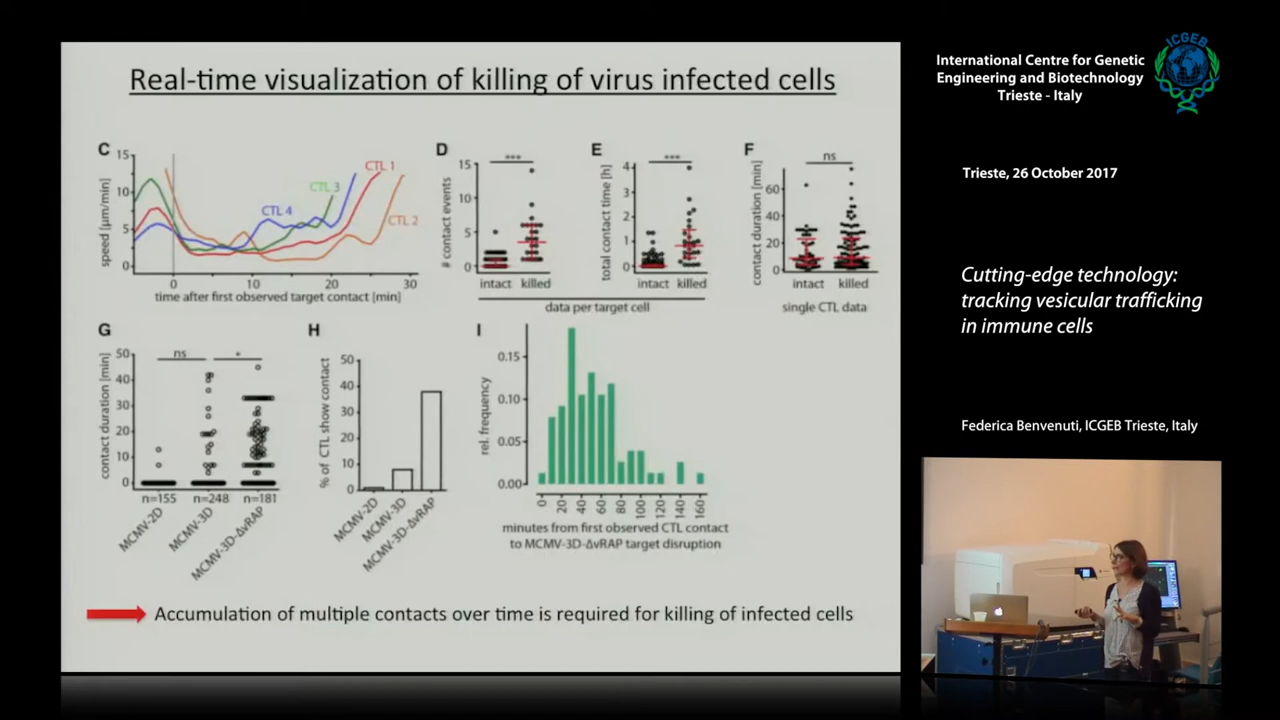 Real-time visualization of killing of virus infected cells
C
15
10
5
0
speed [µm/min]
CTL 1
CTL 3
CTL 4
CTL 2
0
10
20
30
time after first observed target contact [min]
D
15
10
5
0
# contact events
***
intact
killed
E
4
3
2
1
0
total contact time [h]
***
intact
killed
data per target cell
F
60
40
20
0
contact duration [min]
ns
intact
killed
single CTL data
G
50
40
30
20
10
0
contact duration [min]
ns
*
n=155
n=248
n=181
MCMV-2D
MCMV-3D
MCMV-3D-ΔvRAP
H
50
40
30
20
10
0
% of CTL show contact
MCMV-2D
MCMV-3D
MCMV-3D-ΔvRAP
I
0.15
0.10
0.05
0.00
rel. frequency
0
20
40
60
80
100
120
140
160
minutes from first observed CTL contact
to MCMV-3D-ΔvRAP target disruption
Accumulation of multiple contacts over time is required for killing of infected cells
International Centre for Genetic
Engineering and Biotechnology
Trieste - Italy
ICGEB
Trieste, 26 October 2017
Cutting-edge technology:
tracking vesicular trafficking
in immune cells
Federica Benvenuti, ICGEB Trieste, Italy